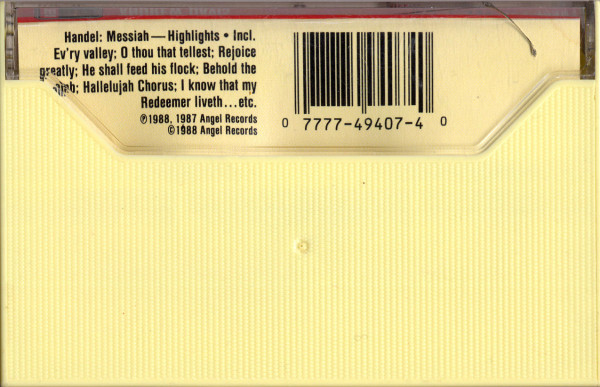 Handel: Messiah — Highlights • Incl.
Ev'ry valley; O thou that tellest; Rejoice
greatly; He shall feed his flock; Behold the
Hallelujah Chorus; I know that my
Redeemer liveth...etc.
℗1988, 1987 Angel Records
©1988 Angel Records
0 7777-49407-4 0